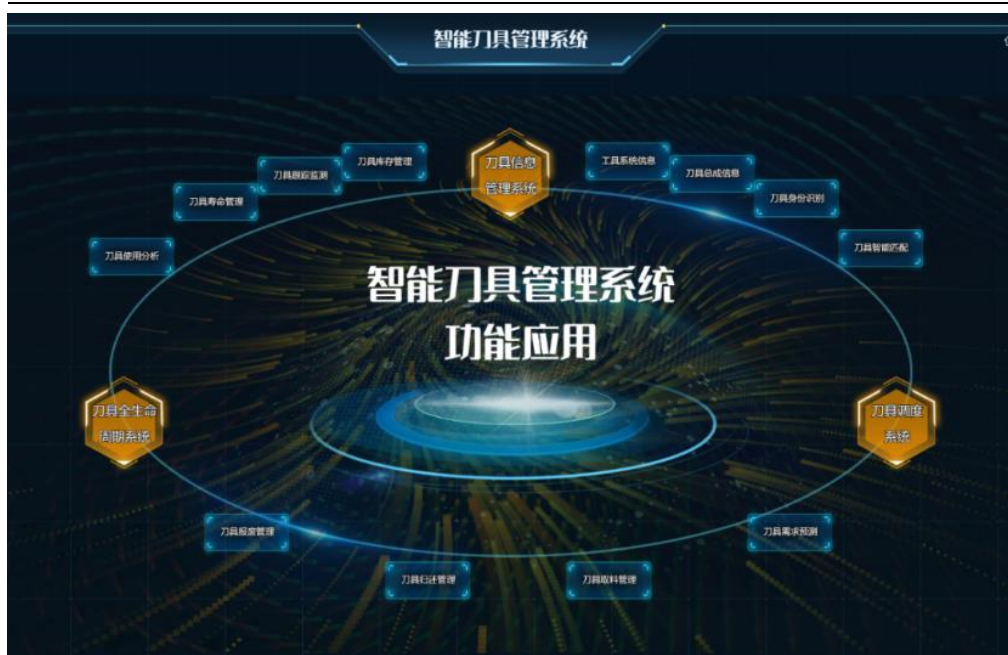 智能刀具管理系统
刀具库存管理
刀具信息
管理系统
工具系统信息
刀具跟踪监测
刀具总成信息
刀具寿命管理
刀具身份识别
刀具使用分析
刀具智能匹配
智能刀具管理系统
功能应用
刀具全生命
周期系统
刀具调度
系统
刀具报废管理
刀具需求预测
刀具归还管理
刀具取料管理